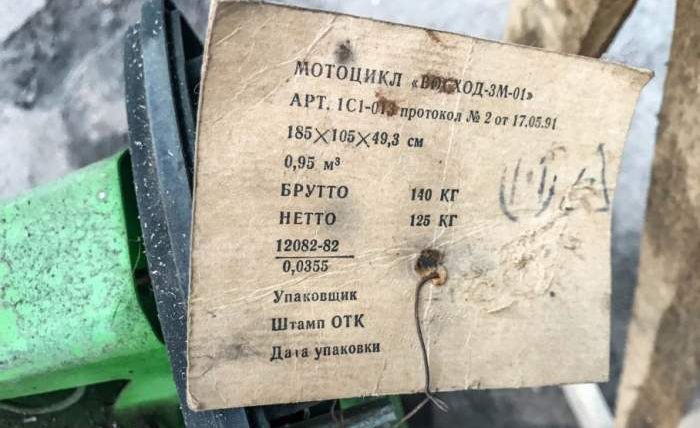 МОТОЦИКЛ «ВОСХОД-3М-01»
АРТ. 1С1-013 протокол № 2 от 17.05.91
185×105×49,3 см
0,95 м³
БРУТТО 140 КГ
НЕТТО 125 КГ
12082-82
0,0355
Упаковщик
Штамп ОТК
Дата упаковки